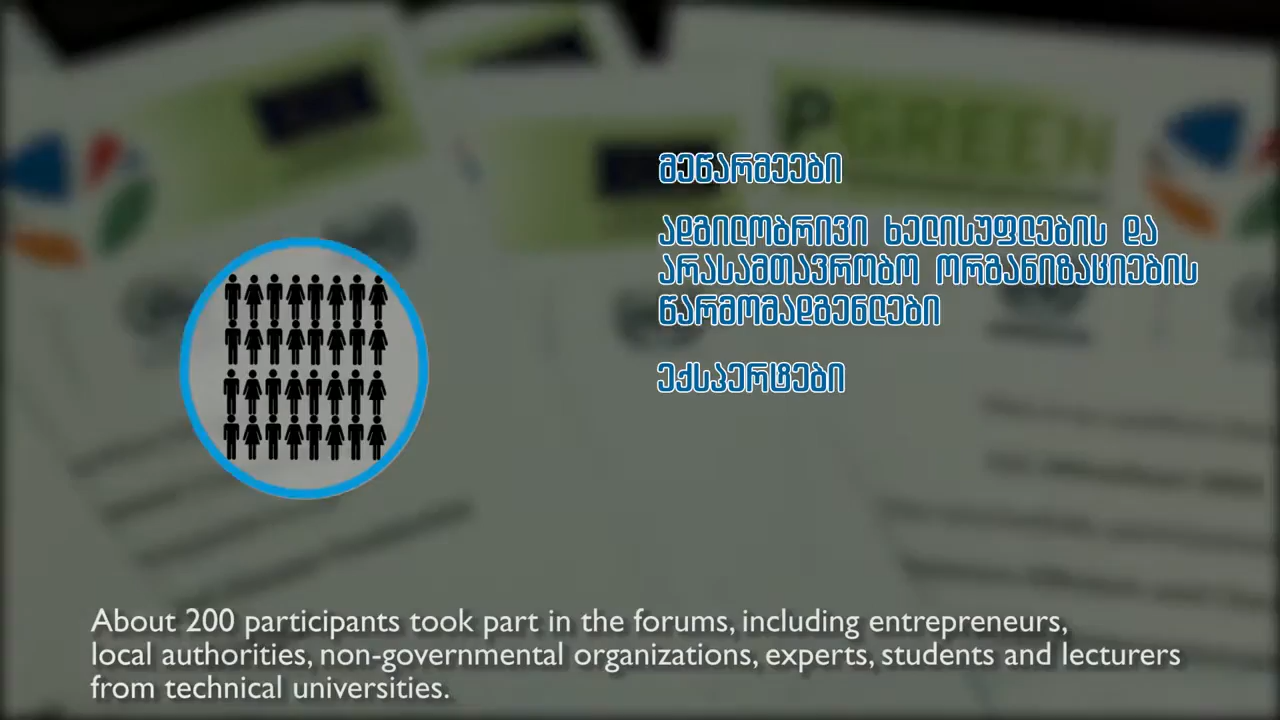 PGREEN
მეწარმეები
ადგილობრივი ხელისუფლების და
არასამთავრობო ორგანიზაციების
წარმომადგენლები
ექსპერტები
About 200 participants took part in the forums, including entrepreneurs,
local authorities, non-governmental organizations, experts, students and lecturers
from technical universities.